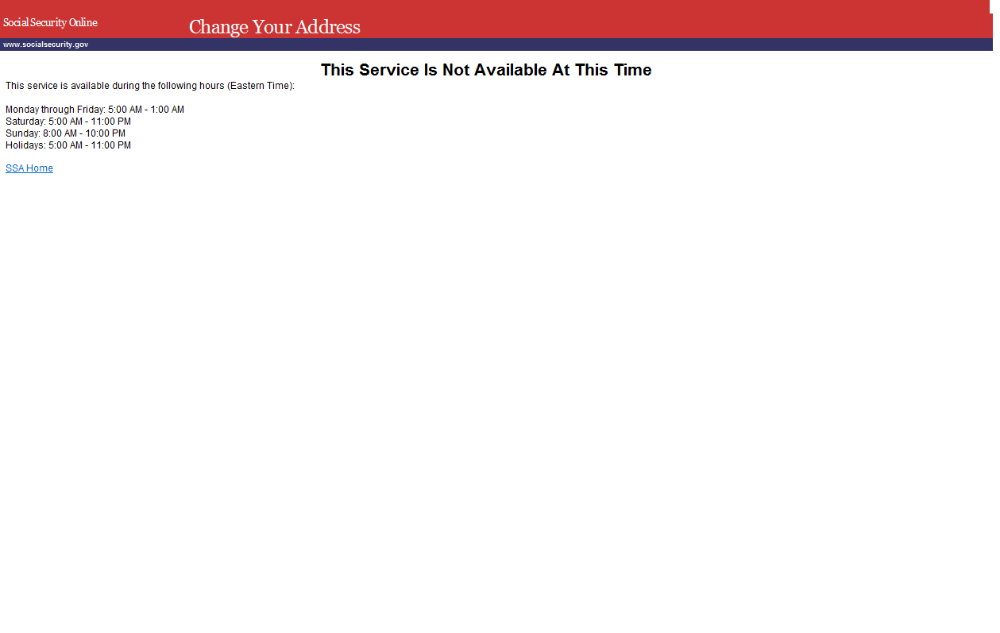 Social Security Online
Change Your Address
www.socialsecurity.gov
This Service Is Not Available At This Time
This service is available during the following hours (Eastern Time):
Monday through Friday: 5:00 AM - 1:00 AM
Saturday: 5:00 AM - 11:00 PM
Sunday: 8:00 AM - 10:00 PM
Holidays: 5:00 AM - 11:00 PM
SSA Home